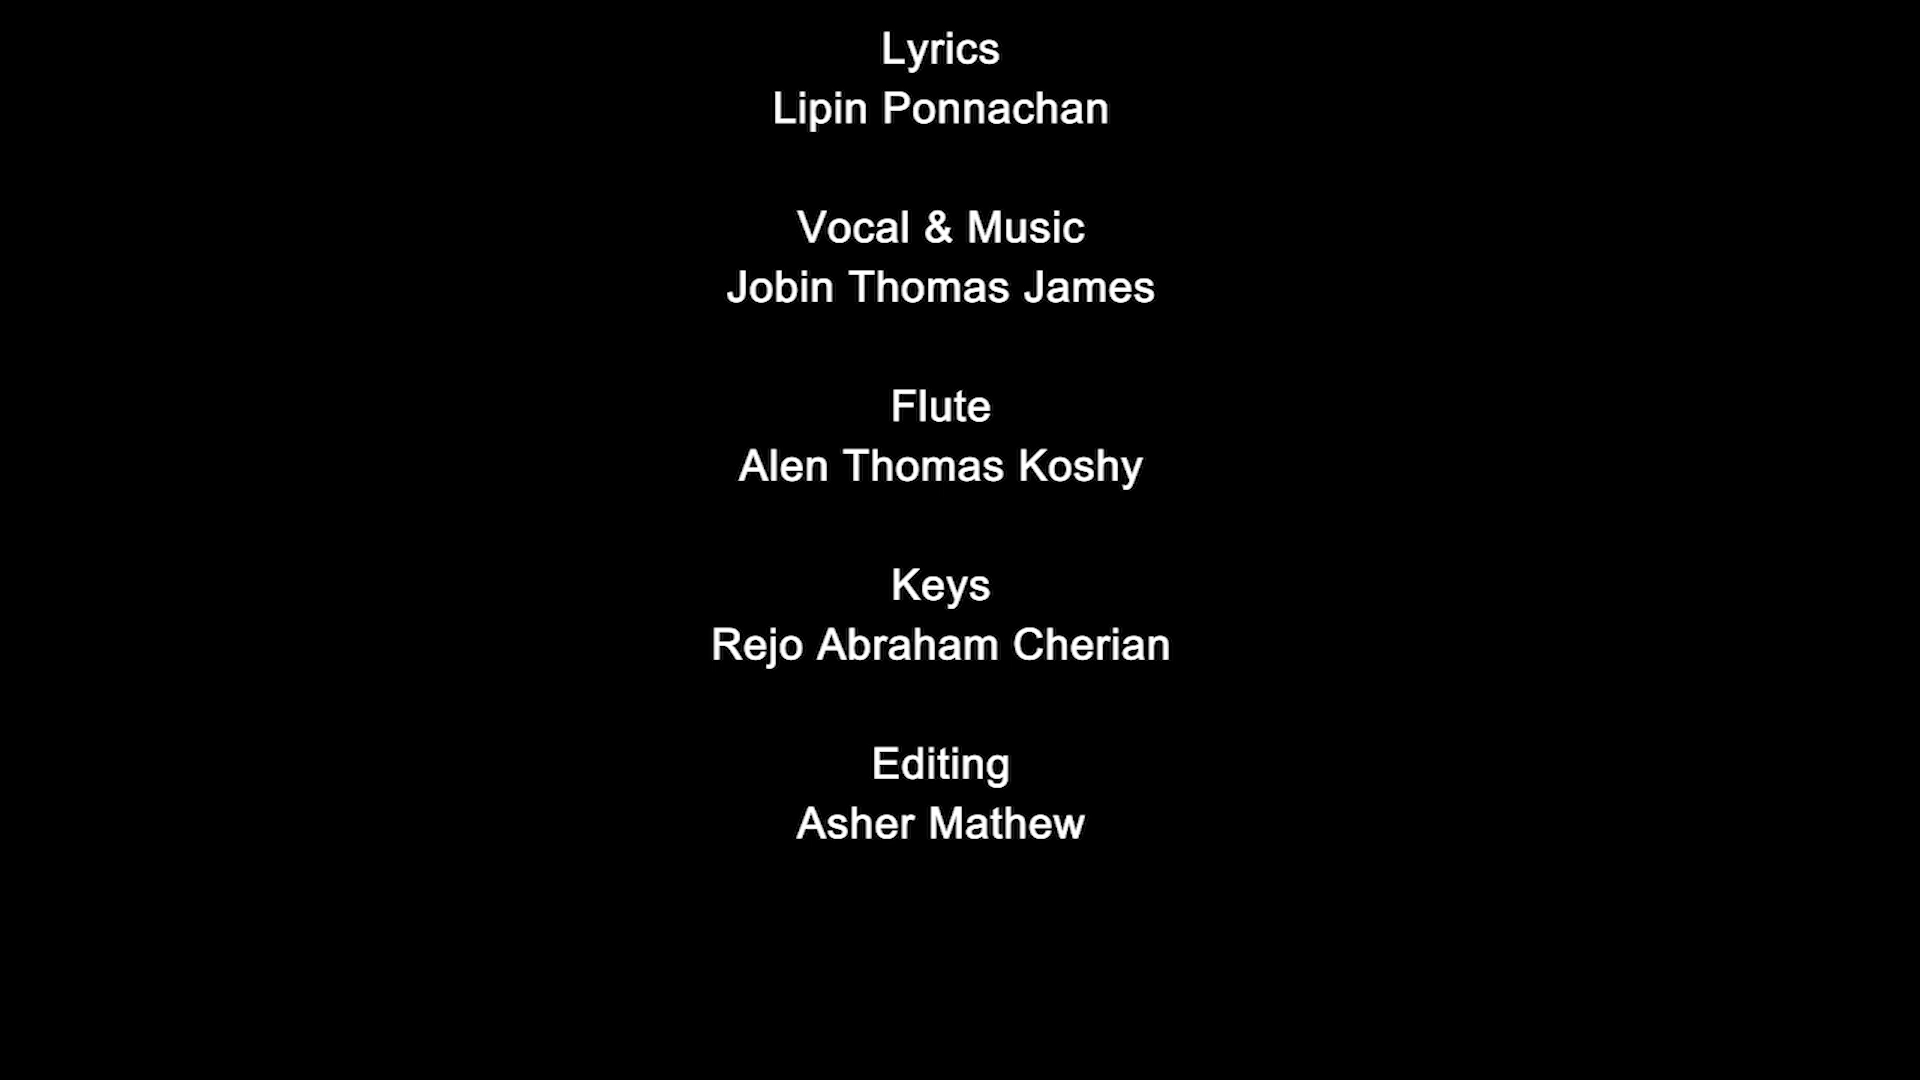 Lyrics
Lipin Ponnachan
Vocal & Music
Jobin Thomas James
Flute
Alen Thomas Koshy
Keys
Rejo Abraham Cherian
Editing
Asher Mathew